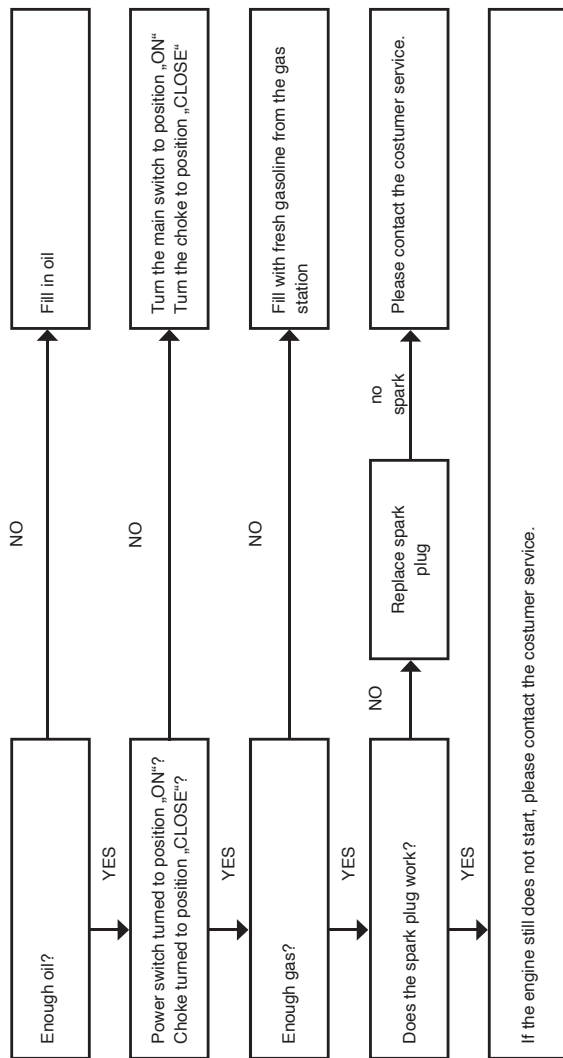 Enough oil?
NO
Fill in oil
YES
Power switch turned to position „ON“?
Choke turned to position „CLOSE“?
NO
Turn the main switch to position „ON“
Turn the choke to position „CLOSE“
YES
Enough gas?
NO
Fill with fresh gasoline from the gas
station
YES
Does the spark plug work?
NO
Replace spark
plug
no
spark
Please contact the costumer service.
YES
If the engine still does not start, please contact the costumer service.